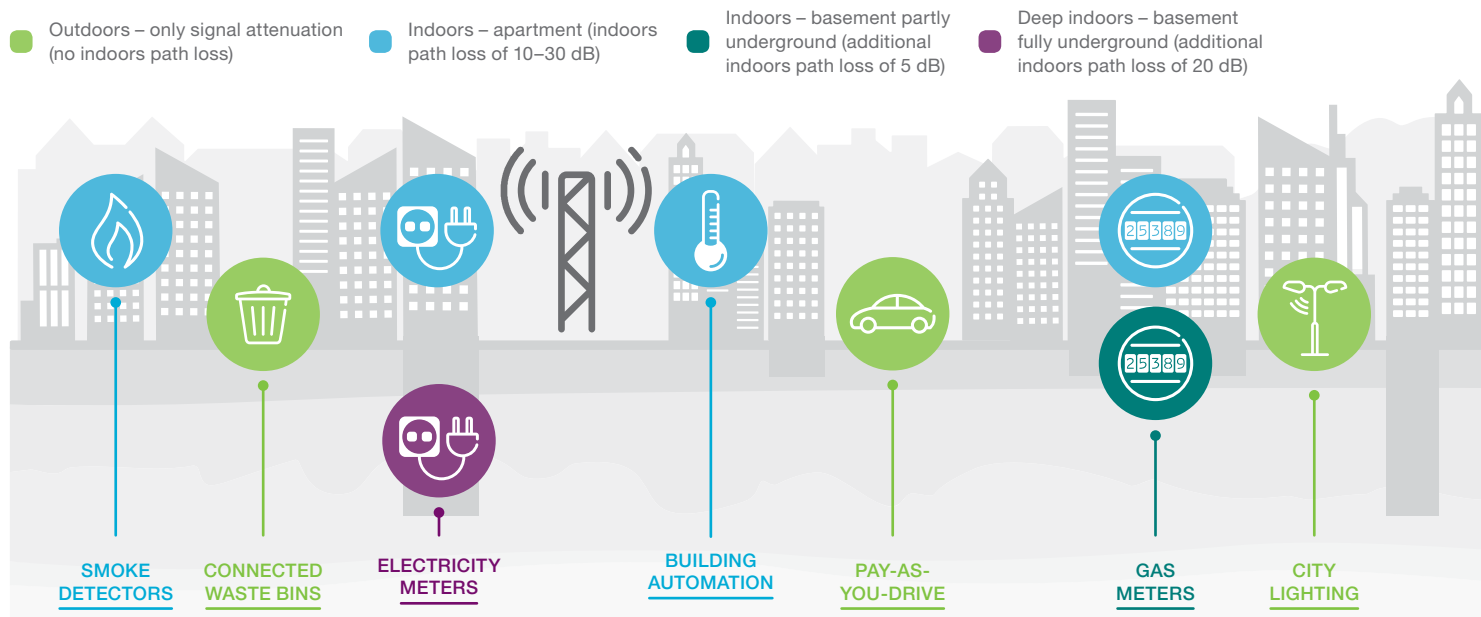 Outdoors – only signal attenuation
(no indoors path loss)
Indoors – apartment (indoors
path loss of 10–30 dB)
Indoors – basement partly
underground (additional
indoors path loss of 5 dB)
Deep indoors – basement
fully underground (additional
indoors path loss of 20 dB)
25389
25389
SMOKE
DETECTORS
CONNECTED
WASTE BINS
ELECTRICITY
METERS
BUILDING
AUTOMATION
PAY-AS-
YOU-DRIVE
GAS
METERS
CITY
LIGHTING